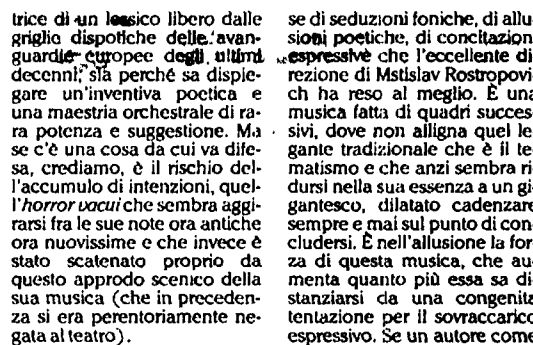 trice di un lessico libero dalle
griglie dispotiche delle avan-
guardie europee degli ultimi
decenni; sia perché sa dispie-
gare un'inventiva poetica e
una maestria orchestrale di ra-
ra potenza e suggestione. Ma
se c'è una cosa da cui va dife-
sa, crediamo, è il rischio del-
l'accumulo di intenzioni, quel-
l'horror vacui che sembra aggi-
rarsi fra le sue note ora antiche
ora nuovissime e che invece è
stato scatenato proprio da
questo approdo scenico della
sua musica (che in preceden-
za si era perentoriamente ne-
gata al teatro).
se di seduzioni foniche, di allu
sioni poetiche, di concitazion
espressive che l'eccellente di
rezione di Mstislav Rostropovi
ch ha reso al meglio. È una
musica fatta di quadri succes
sivi, dove non alligna quel le
gante tradizionale che è il te
matismo e che anzi sembra ri
dursi nella sua essenza a un gi
gantesco, dilatato cadenzare
sempre e mai sul punto di con
cludersi. È nell'allusione la for
za di questa musica, che au
menta quanto più essa sa di
stanziarsi da una congenita
tentazione per il sovraccarico
espressivo. Se un autore come